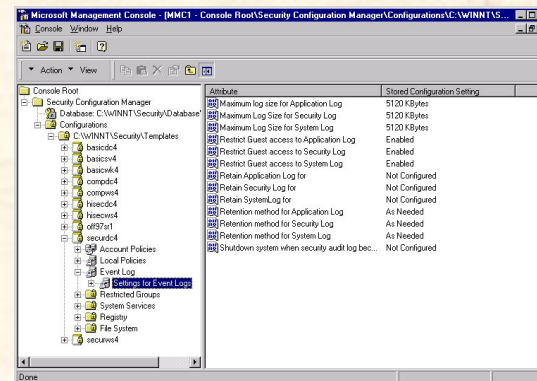 Microsoft Management Console - [MMC1 - Console Root\Security Configuration Manager\Configurations\C:\WINNT\S...
Console Window Help
Action View
Console Root
Security Configuration Manager
Database: C:\WINNT\Security\Database'
Configurations
C:\WINNT\Security\Templates
basicdc4
basicsv4
basicwk4
compdc4
compws4
hisecdc4
hisecws4
off97sr1
securdc4
Account Policies
Local Policies
Event Log
Settings for Event Logs
Restricted Groups
System Services
Registry
File System
securws4
Attribute Stored Configuration Setting
Maximum log size for Application Log 5120 KBytes
Maximum Log Size for Security Log 5120 KBytes
Maximum Log Size for System Log 5120 KBytes
Restrict Guest access to Application Log Enabled
Restrict Guest access to Security Log Enabled
Restrict Guest access to System Log Enabled
Retain Application Log for Not Configured
Retain Security Log for Not Configured
Retain SystemLog for Not Configured
Retention method for Application Log As Needed
Retention method for Security Log As Needed
Retention method for System Log As Needed
Shutdown system when security audit log bec... Not Configured
Done